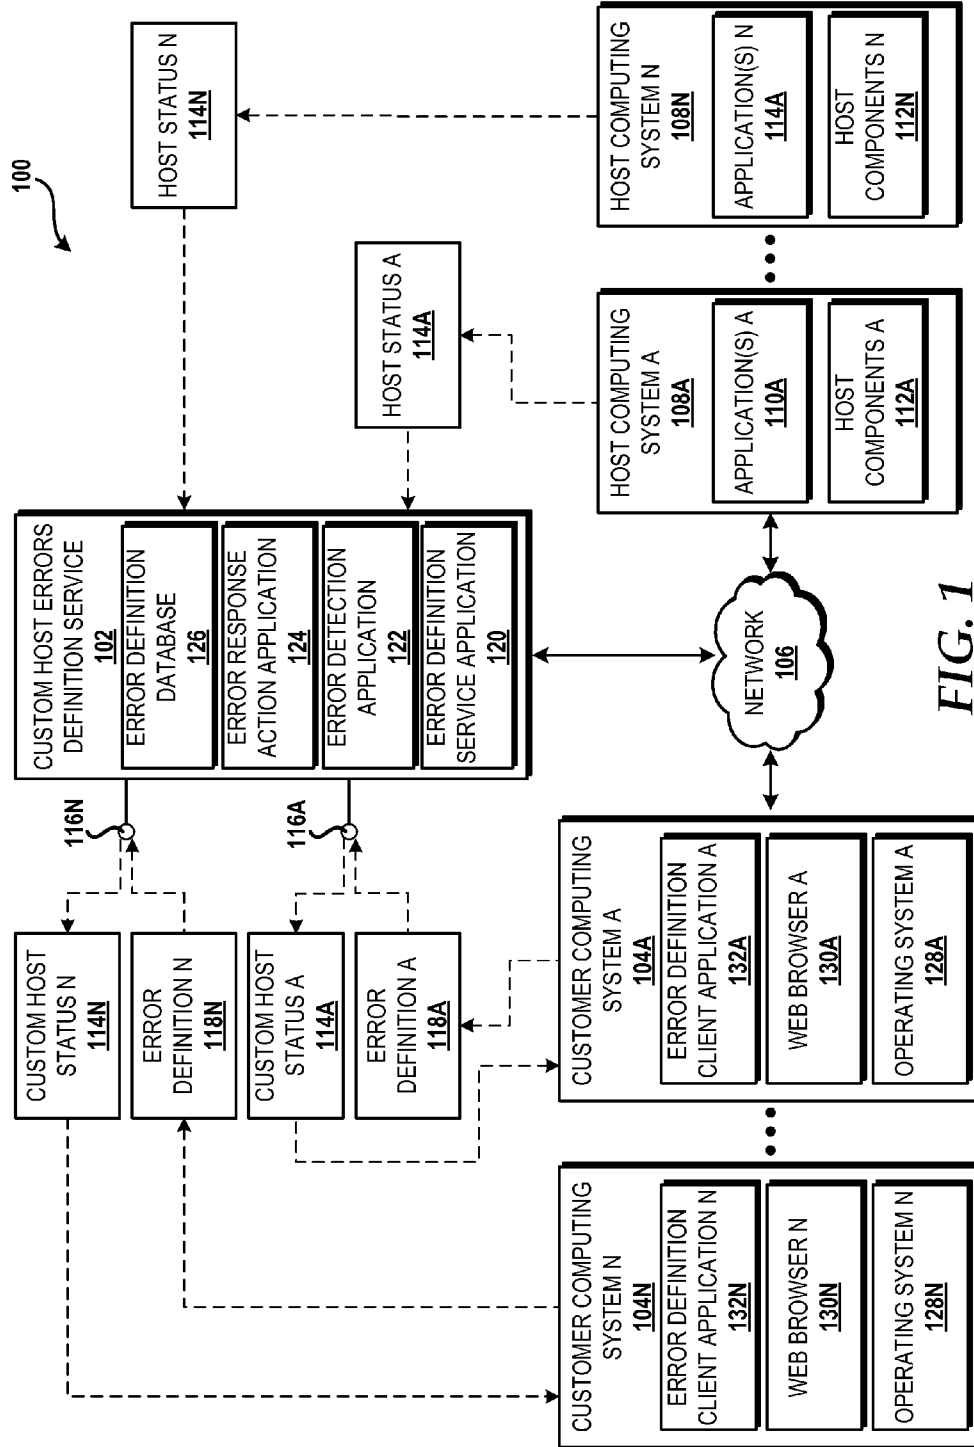 100
CUSTOM HOST
STATUS N
114N
ERROR
DEFINITION N
118N
CUSTOM HOST
STATUS A
114A
ERROR
DEFINITION A
118A
116N
116A
CUSTOM HOST ERRORS
DEFINITION SERVICE
102
ERROR DEFINITION
DATABASE
126
ERROR RESPONSE
ACTION APPLICATION
124
ERROR DETECTION
APPLICATION
122
ERROR DEFINITION
SERVICE APPLICATION
120
HOST STATUS N
114N
HOST STATUS A
114A
CUSTOMER COMPUTING
SYSTEM N
104N
ERROR DEFINITION
CLIENT APPLICATION N
132N
WEB BROWSER N
130N
OPERATING SYSTEM N
128N
CUSTOMER COMPUTING
SYSTEM A
104A
ERROR DEFINITION
CLIENT APPLICATION A
132A
WEB BROWSER A
130A
OPERATING SYSTEM A
128A
NETWORK
106
HOST COMPUTING
SYSTEM A
108A
APPLICATION(S) A
110A
HOST
COMPONENTS A
112A
HOST COMPUTING
SYSTEM N
108N
APPLICATION(S) N
114A
HOST
COMPONENTS N
112N
FIG. 1